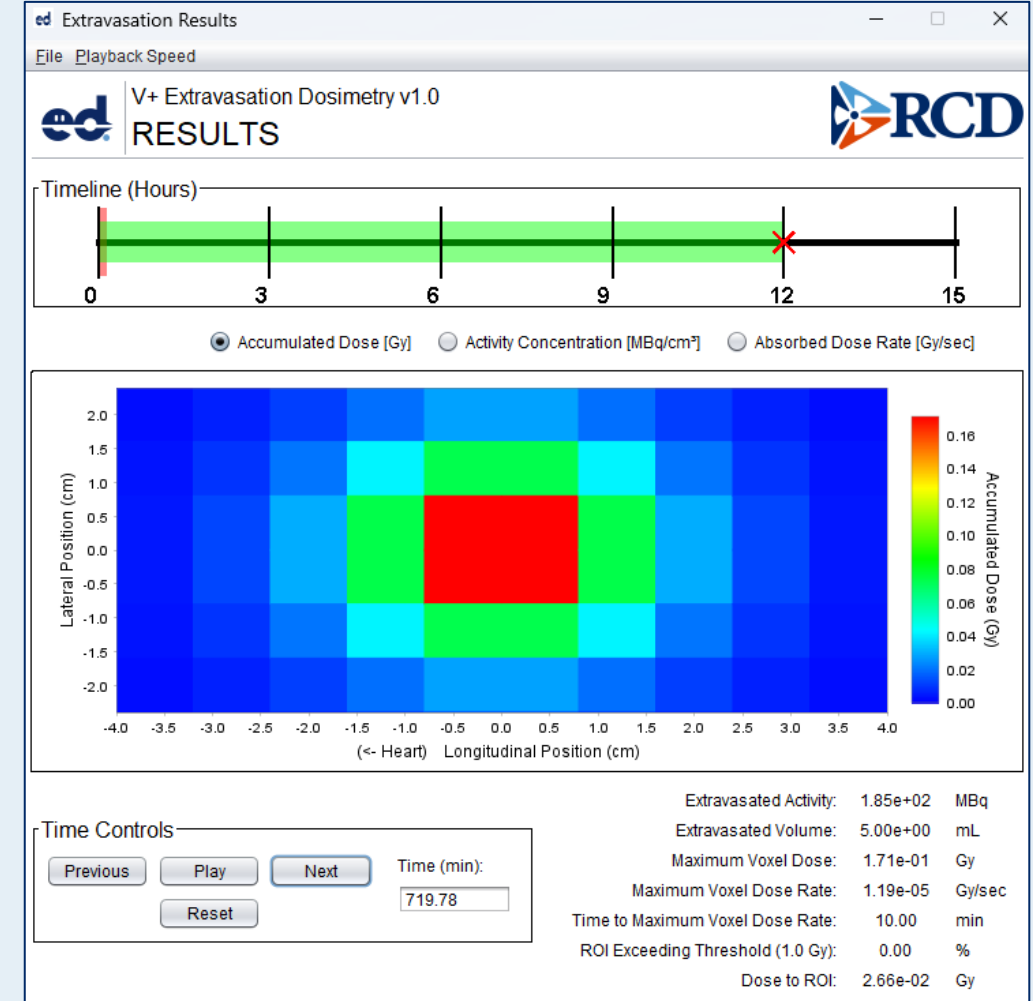 ed Extravasation Results
File Playback Speed
ed V+ Extravasation Dosimetry v1.0
RESULTS
RCD
Timeline (Hours)
0 3 6 9 12 15
Accumulated Dose [Gy] Activity Concentration [MBq/cm³] Absorbed Dose Rate [Gy/sec]
2.0
1.5
1.0
0.5
0.0
-0.5
-1.0
-1.5
-2.0
Lateral Position (cm)
-4.0 -3.5 -3.0 -2.5 -2.0 -1.5 -1.0 -0.5 0.0 0.5 1.0 1.5 2.0 2.5 3.0 3.5 4.0
(<- Heart) Longitudinal Position (cm)
0.16
0.14
0.12
0.10
0.08
0.06
0.04
0.02
0.00
Accumulated Dose (Gy)
Time Controls
Previous Play Next
Reset
Time (min):
719.78
Extravasated Activity: 1.85e+02 MBq
Extravasated Volume: 5.00e+00 mL
Maximum Voxel Dose: 1.71e-01 Gy
Maximum Voxel Dose Rate: 1.19e-05 Gy/sec
Time to Maximum Voxel Dose Rate: 10.00 min
ROI Exceeding Threshold (1.0 Gy): 0.00 %
Dose to ROI: 2.66e-02 Gy